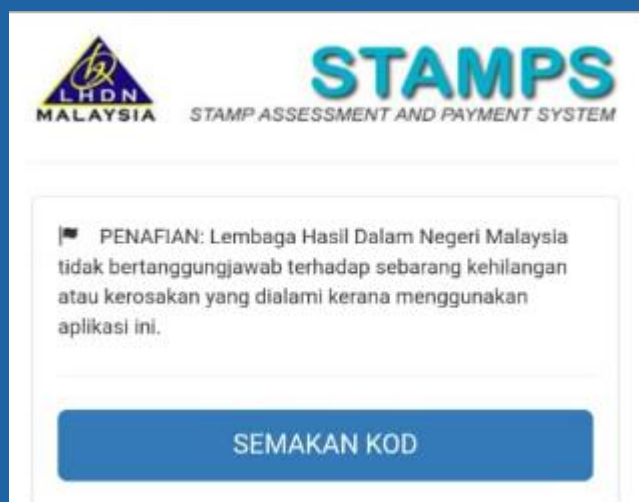 LHDN
MALAYSIA
STAMPS
STAMP ASSESSMENT AND PAYMENT SYSTEM
PENAFIAN: Lembaga Hasil Dalam Negeri Malaysia
tidak bertanggungjawab terhadap sebarang kehilangan
atau kerosakan yang dialami kerana menggunakan
aplikasi ini.
SEMAKAN KOD